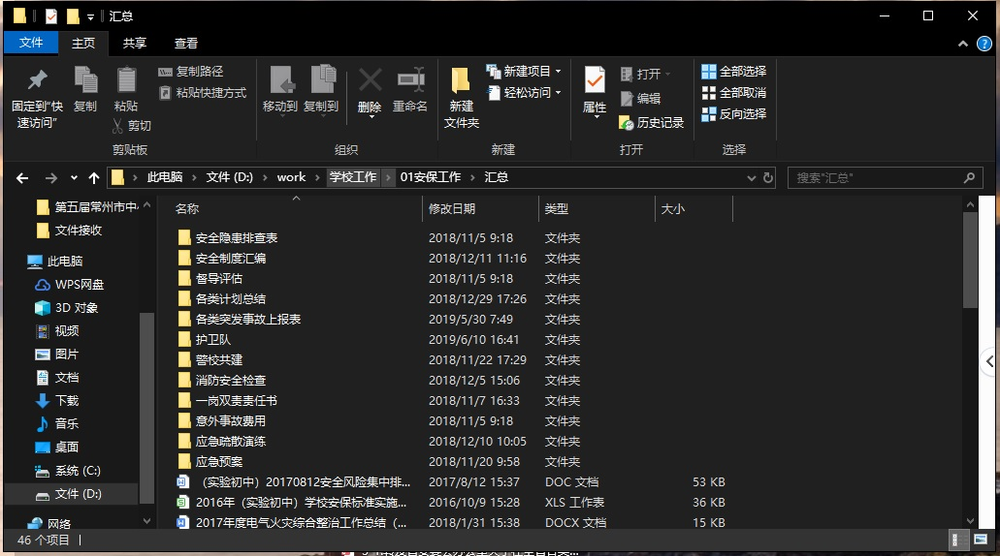 汇总
文件 主页 共享 查看
固定到“快速访问”
复制
粘贴
复制路径
粘贴快捷方式
剪切
剪贴板
移动到
复制到
删除
重命名
组织
新建文件夹
新建项目
轻松访问
新建
属性
打开
编辑
历史记录
打开
全部选择
全部取消
反向选择
选择
此电脑 文件 (D:) work 学校工作 01安保工作 汇总
搜索"汇总"
第五届常州市中
文件接收
此电脑
WPS网盘
3D 对象
视频
图片
文档
下载
音乐
桌面
系统 (C:)
文件 (D:)
网络
名称 修改日期 类型 大小
安全隐患排查表 2018/11/5 9:18 文件夹
安全制度汇编 2018/12/11 11:16 文件夹
督导评估 2018/11/5 9:18 文件夹
各类计划总结 2018/12/29 17:26 文件夹
各类突发事故上报表 2019/5/30 7:49 文件夹
护卫队 2019/6/10 16:41 文件夹
警校共建 2018/11/22 17:29 文件夹
消防安全检查 2018/12/5 15:06 文件夹
一岗双责责任书 2018/11/7 16:33 文件夹
意外事故费用 2018/11/5 9:18 文件夹
应急疏散演练 2018/12/10 10:05 文件夹
应急预案 2018/11/20 9:58 文件夹
（实验初中）20170812安全风险集中排... 2017/8/12 15:37 DOC 文档 53 KB
2016年（实验初中）学校安保标准实施... 2016/10/9 15:28 XLS 工作表 36 KB
2017年度电气火灾综合整治工作总结（... 2018/1/31 15:38 DOCX 文档 15 KB
46 个项目